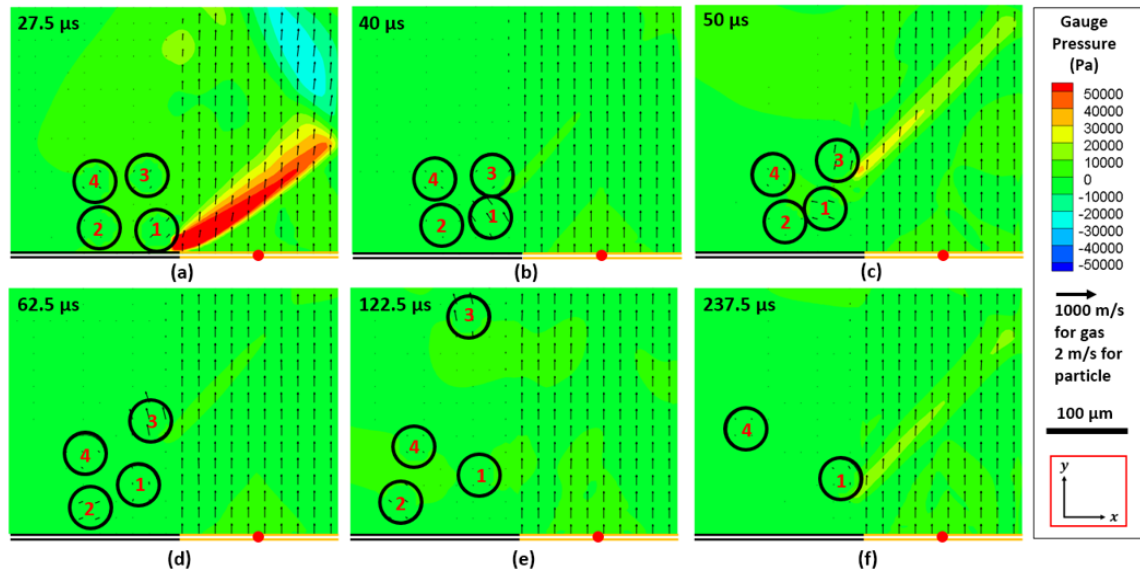 27.5 μs
40 μs
50 μs
4
3
2
1
(a)
4
3
2
1
(b)
3
4
1
2
(c)
62.5 μs
122.5 μs
237.5 μs
3
4
1
2
(d)
3
4
1
2
(e)
4
1
(f)
Gauge
Pressure
(Pa)
50000
40000
30000
20000
10000
0
-10000
-20000
-30000
-40000
-50000
1000 m/s
for gas
2 m/s for
particle
100 μm
y
x